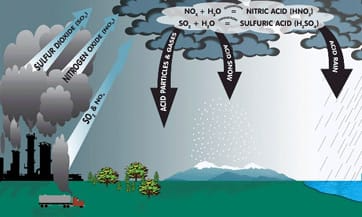 NOx + H2O = NITRIC ACID (HNO3)
SO2 + H2O = SULFURIC ACID (H2SO4)
SULFUR DIOXIDE (SO2)
NITROGEN OXIDE (NOx)
SO2 & NOx
ACID PARTICLES & GASES
ACID SNOW
ACID RAIN